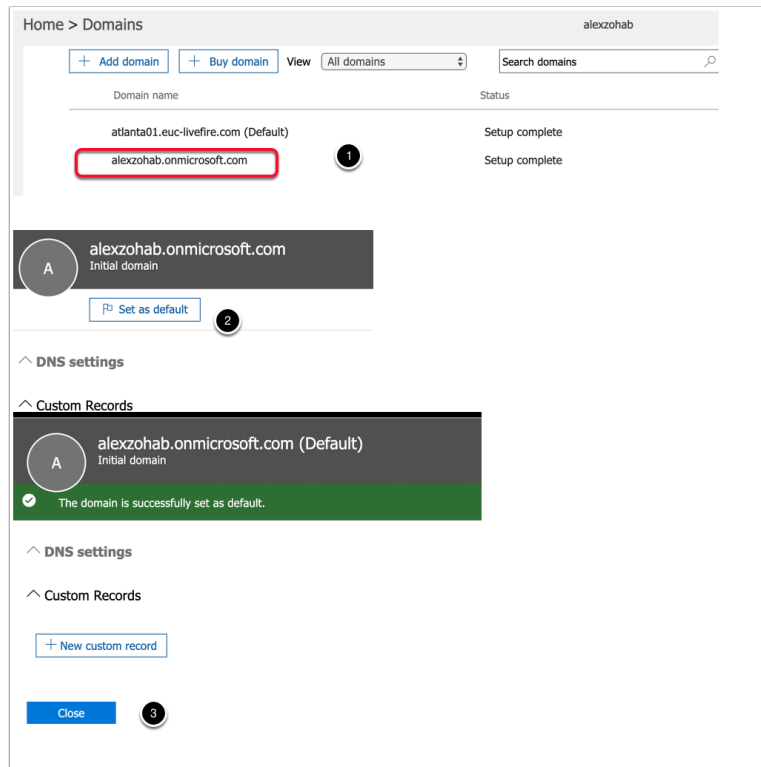 Home > Domains alexzohab
+ Add domain + Buy domain View All domains Search domains
Domain name Status
atlanta01.euc-livefire.com (Default) Setup complete
alexzohab.onmicrosoft.com 1 Setup complete
alexzohab.onmicrosoft.com
A Initial domain
Set as default 2
DNS settings
Custom Records
alexzohab.onmicrosoft.com (Default)
A Initial domain
The domain is successfully set as default.
DNS settings
Custom Records
+ New custom record
Close 3